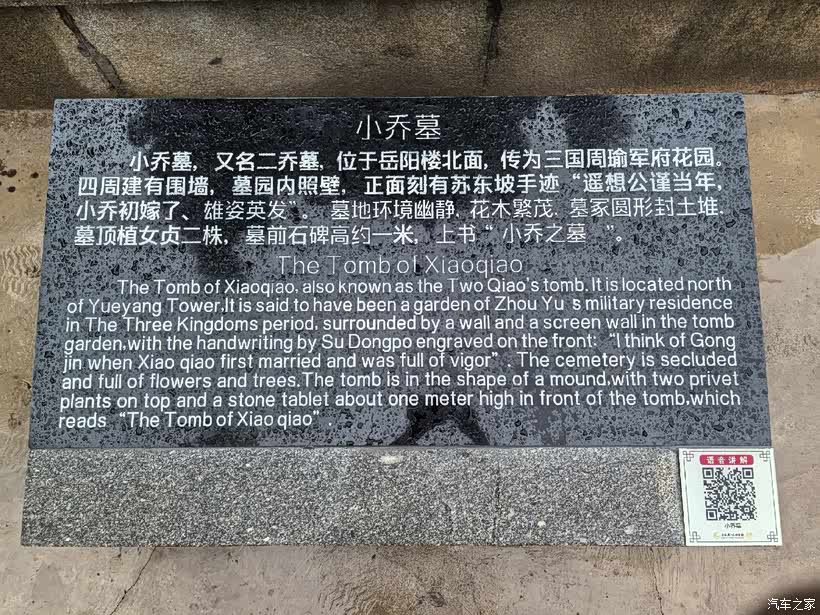 小乔墓
小乔墓，又名二乔墓，位于岳阳楼北面，传为三国周瑜军府花园。
四周建有围墙，墓园内照壁，正面刻有苏东坡手迹“遥想公谨当年，
小乔初嫁了、雄姿英发”。 墓地环境幽静. 花木繁茂. 墓冢圆形封土堆.
墓顶植女贞二株，墓前石碑高约一米，上书“ 小乔之墓 ”。
The Tomb of Xiaoqiao
The Tomb of Xiaoqiao, also known as the Two Qiao's tomb. It is located north
of Yueyang Tower.It is said to have been a garden of Zhou Yu s military residence
in The Three Kingdoms period, surrounded by a wall and a screen wall in the tomb
garden,with the handwriting by Su Dongpo engraved on the front: “I think of Gong
jin when Xiao qiao first married and was full of vigor”. The cemetery is secluded
and full of flowers and trees.The tomb is in the shape of a mound,with two privet
plants on top and a stone tablet about one meter high in front of the tomb,which
reads “The Tomb of Xiao qiao”.
语音讲解
小乔墓
汽车之家